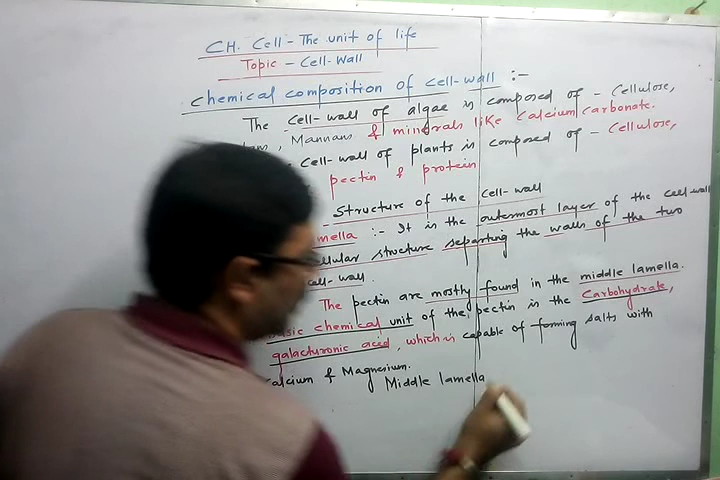 CH. Cell - The unit of life
Topic - Cell-Wall
Chemical composition of cell-wall :-
The cell-wall of algae is composed of - Cellulose,
Mannans & minerals like Calcium Carbonate.
cell-wall of plants is composed of - Cellulose,
pectin & protein
Structure of the cell-wall
:- It is the outermost layer of the cell-wall
structure separting the walls of the two
cell-wall.
The pectin are mostly found in the middle lamella.
chemical unit of the pectin is the Carbohydrate,
galacturonic acid, which is capable of forming salts with
Calcium & Magnesium.
Middle lamella